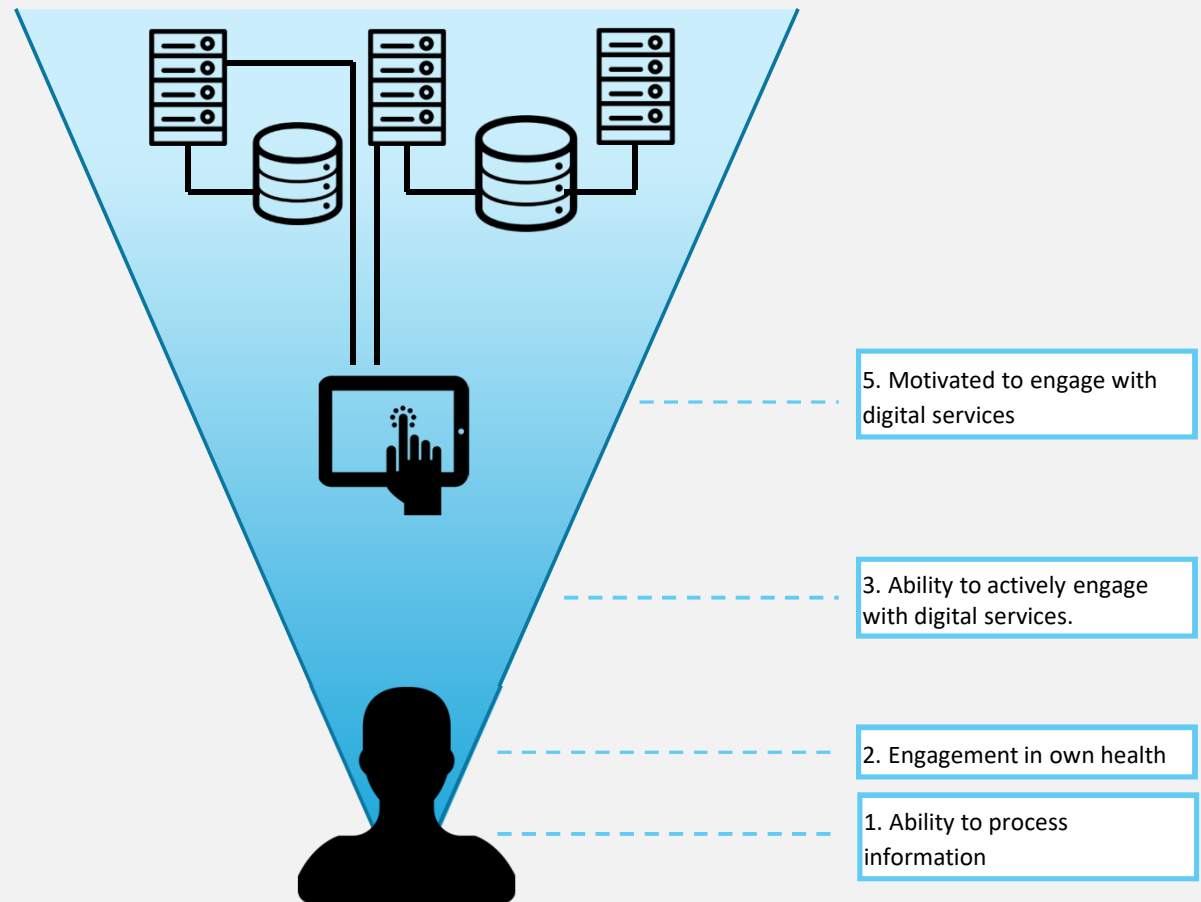 5. Motivated to engage with
digital services
3. Ability to actively engage
with digital services.
2. Engagement in own health
1. Ability to process
information